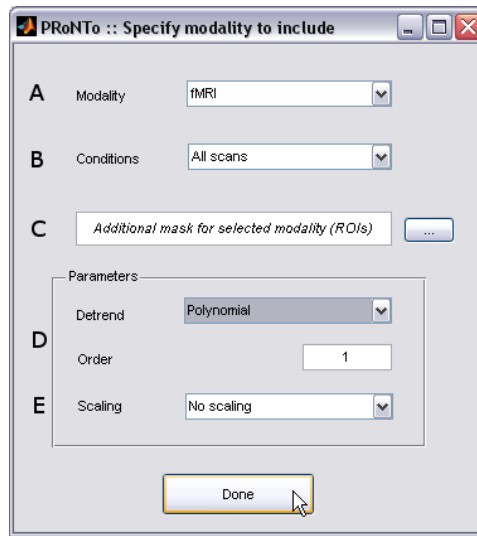 PRoNTo :: Specify modality to include
A Modality fMRI
B Conditions All scans
C Additional mask for selected modality (ROIs) ...
Parameters
Detrend Polynomial
D
Order 1
E Scaling No scaling
Done